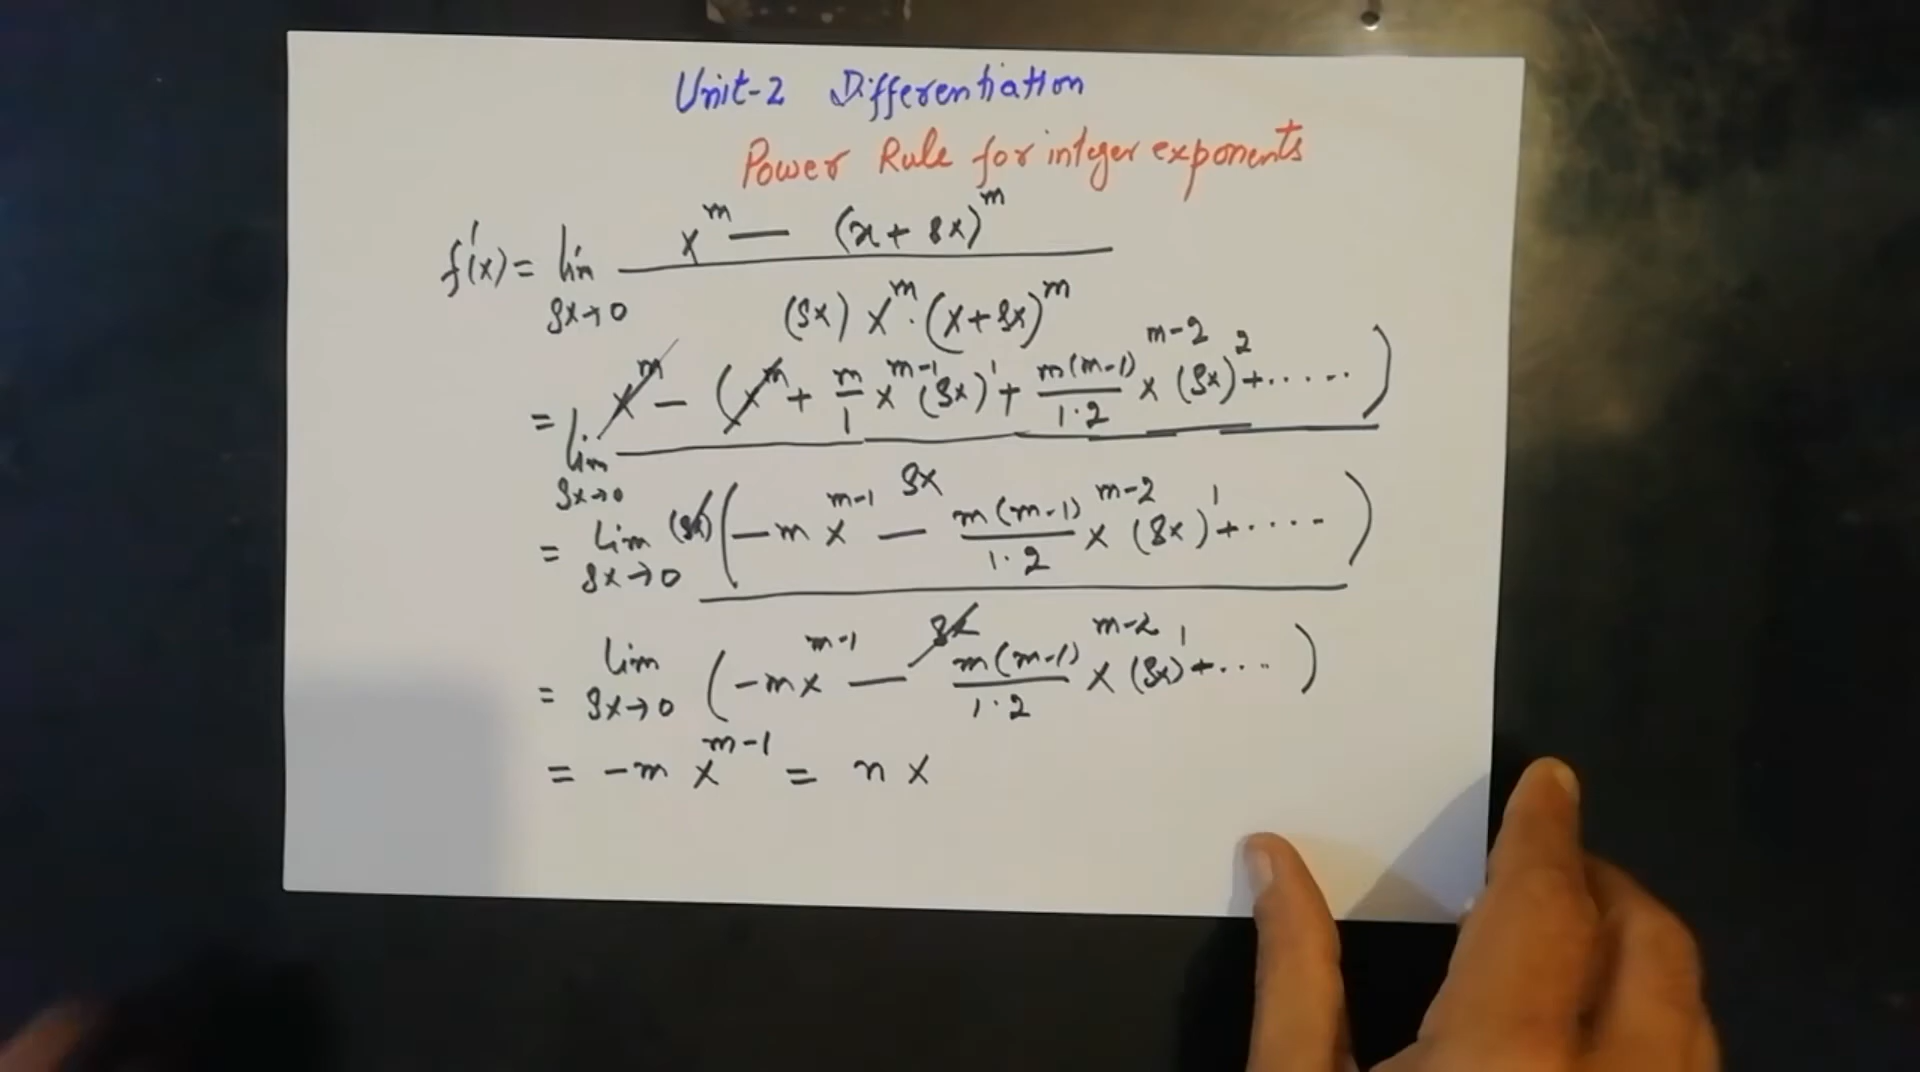 Unit-2 Differentiation
Power Rule for integer exponents
f'(x) = lim δx→0 x^m — (x + δx)^m / (δx) x^m · (x+δx)^m
= lim δx→0 x^m — (x^m + m/1 x^m-1 (δx)^1 + m(m-1)/1·2 x^m-2 (δx)^2 + ·····) / δx
= lim δx→0 (δx) (— m x^m-1 — m(m-1)/1·2 x^m-2 (δx)^1 + ····) / δx
= lim δx→0 (-mx^m-1 — m(m-1)/1·2 x^m-2 (δx)^1 + ···)
= -m x^m-1 = n x